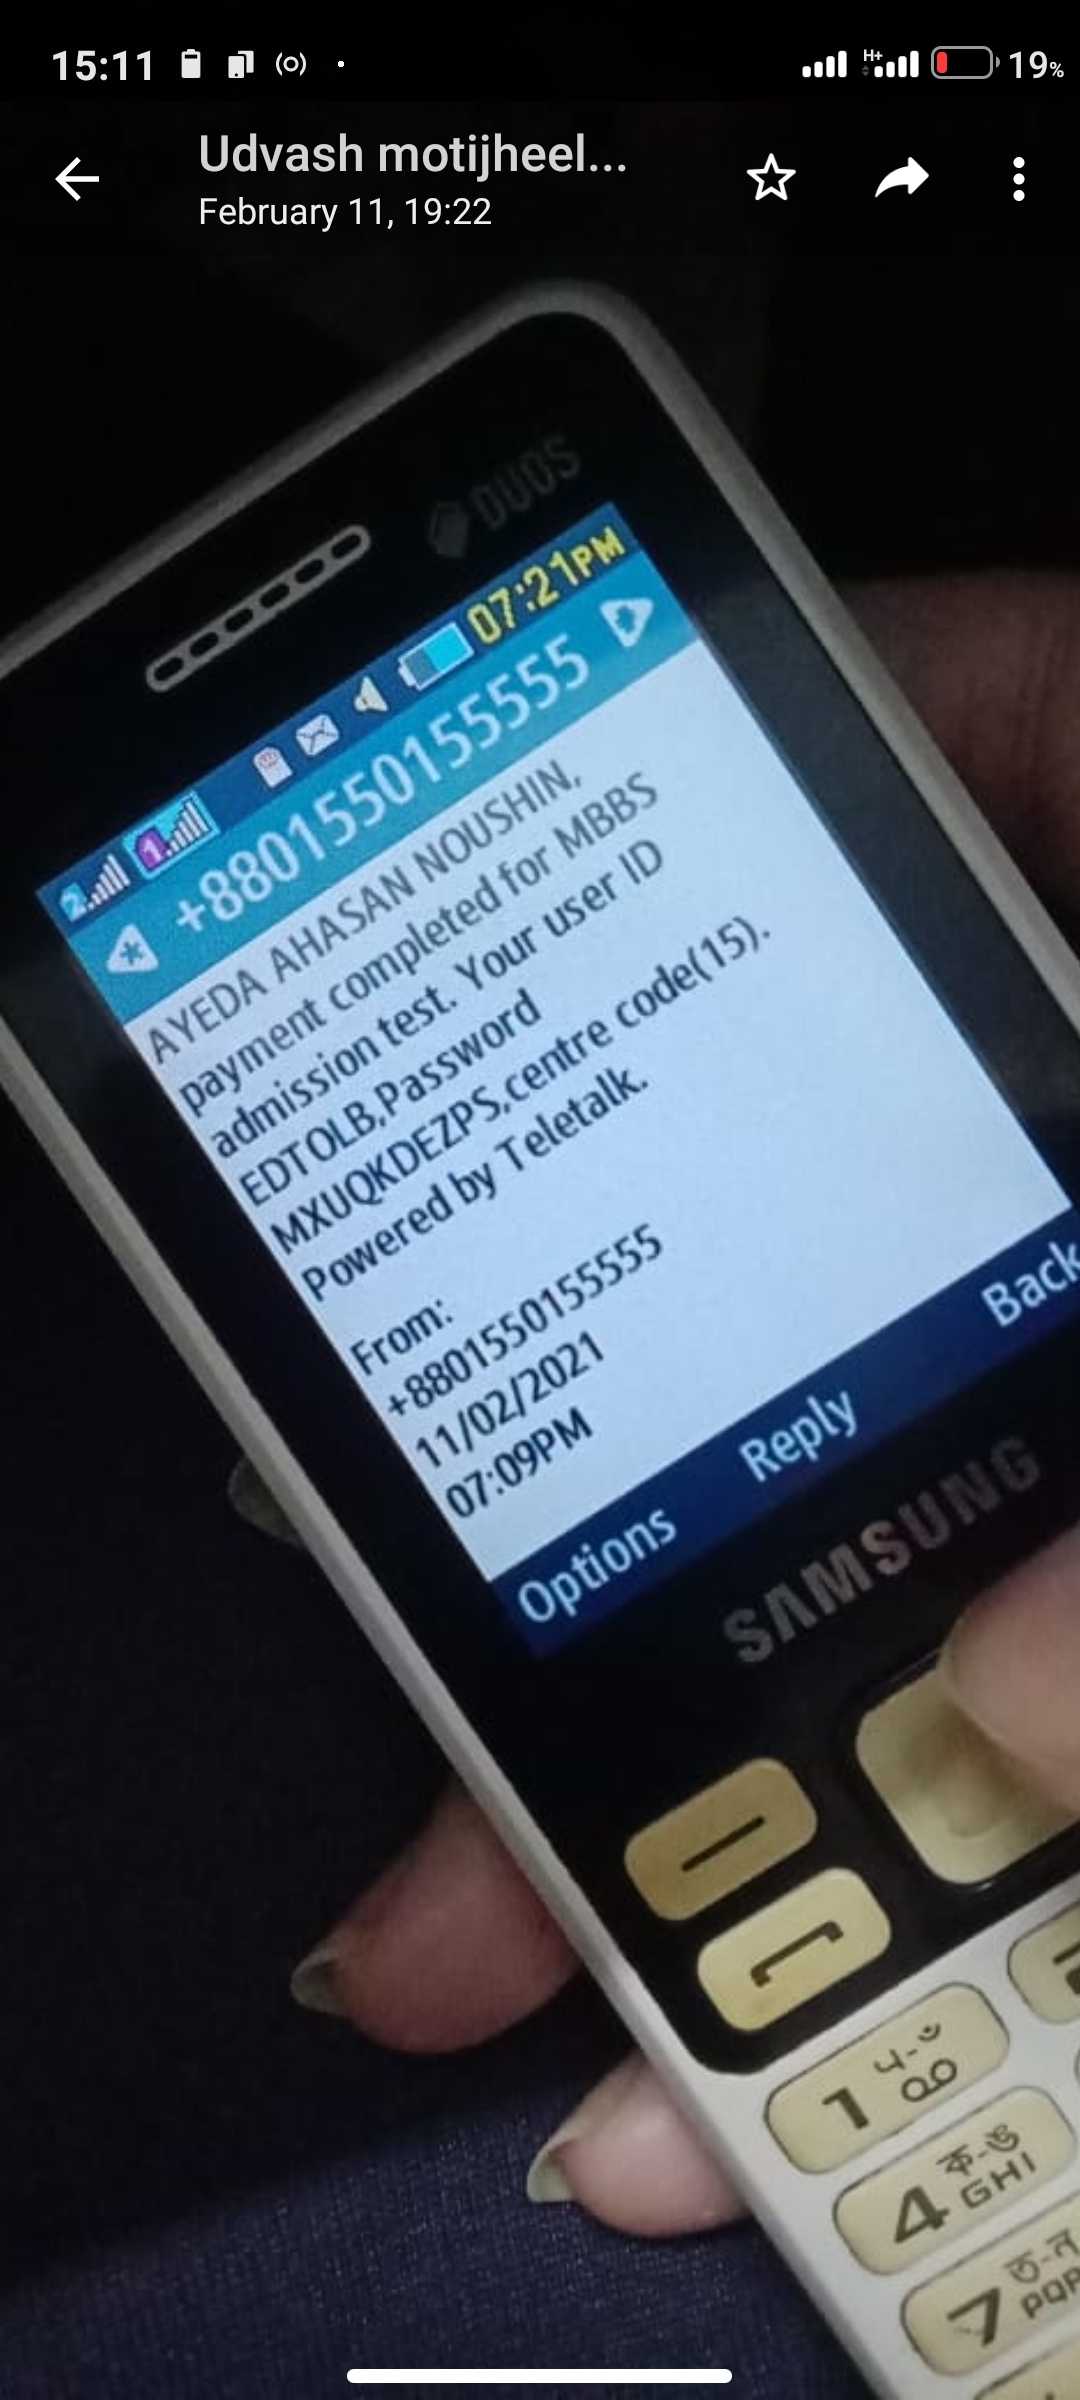 15:11
H+
19%
Udvash motijheel...
February 11, 19:22
DUOS
07:21PM
2
1
+8801550155555
*
AYEDA AHASAN NOUSHIN,
payment completed for MBBS
admission test. Your user ID
EDTOLB,Password
MXUQKDEZPS,centre code(15).
Powered by Teletalk.
From:
+8801550155555
11/02/2021
07:09PM
Options Reply Back
SAMSUNG
1
4 ক-ঙ
GHI
7 ত-ন
PQR